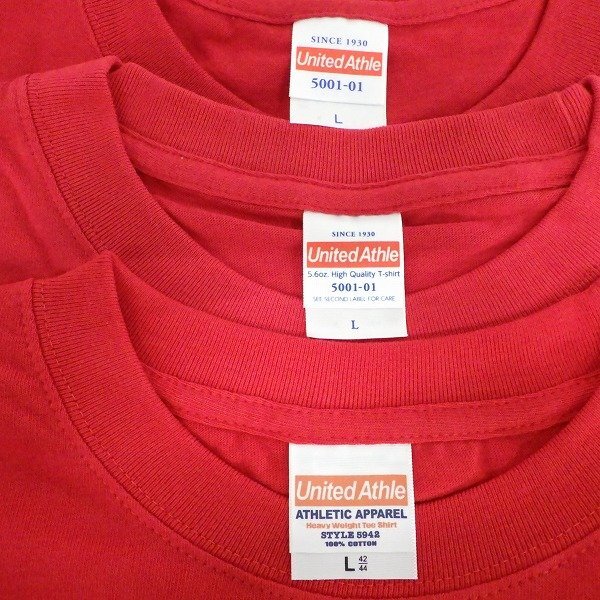 SINCE 1930
United Athle
5001-01
L
SINCE 1930
United Athle
5.6oz. High Quality T-shirt
5001-01
SEE SECOND LABEL FOR CARE
L
United Athle
ATHLETIC APPAREL
Heavy Weight Tee Shirt
STYLE 5942
100% COTTON
L 42/44